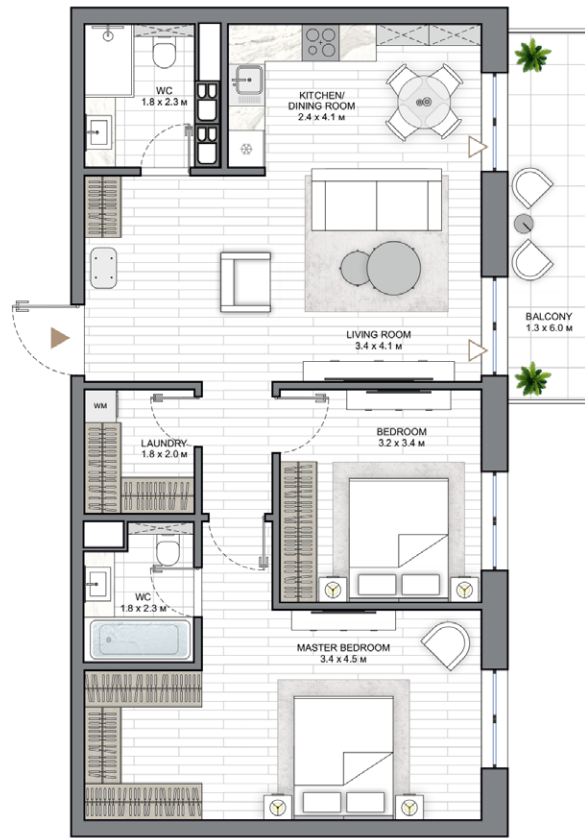 WC
1.8 x 2.3 м
KITCHEN/
DINING ROOM
2.4 x 4.1 м
BALCONY
1.3 x 6.0 м
LIVING ROOM
3.4 x 4.1 м
WM
LAUNDRY
1.8 x 2.0 м
BEDROOM
3.2 x 3.4 м
WC
1.8 x 2.3 м
MASTER BEDROOM
3.4 x 4.5 м